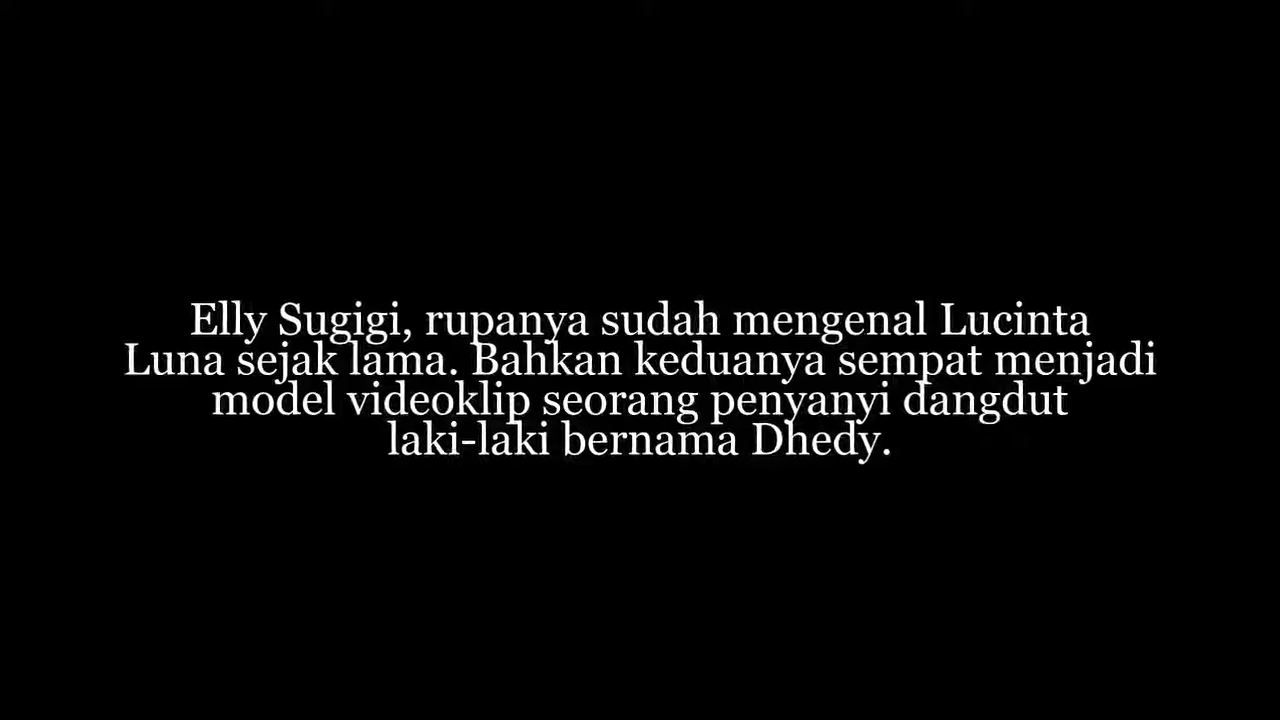 Elly Sugigi, rupanya sudah mengenal Lucinta
Luna sejak lama. Bahkan keduanya sempat menjadi
model videoklip seorang penyanyi dangdut
laki-laki bernama Dhedy.